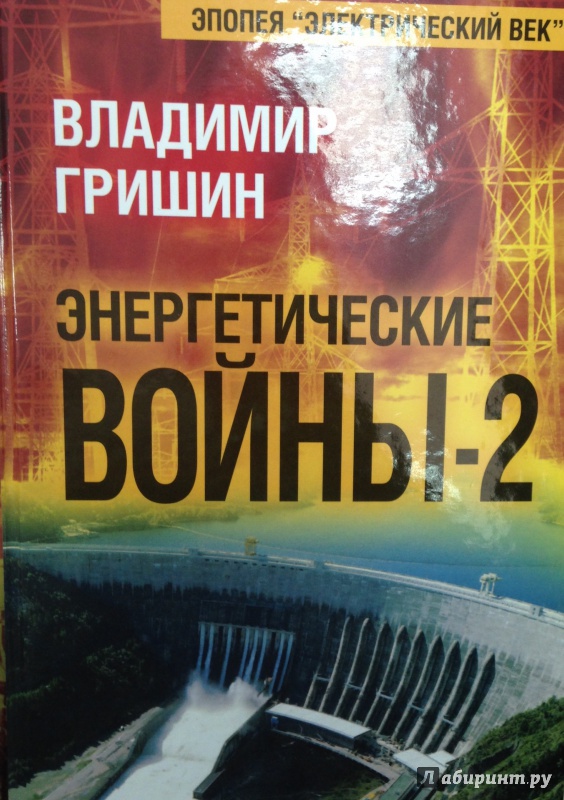 ЭПОПЕЯ "ЭЛЕКТРИЧЕСКИЙ ВЕК"
ВЛАДИМИР
ГРИШИН
ЭНЕРГЕТИЧЕСКИЕ
ВОЙНЫ-2
Лабиринт.ру